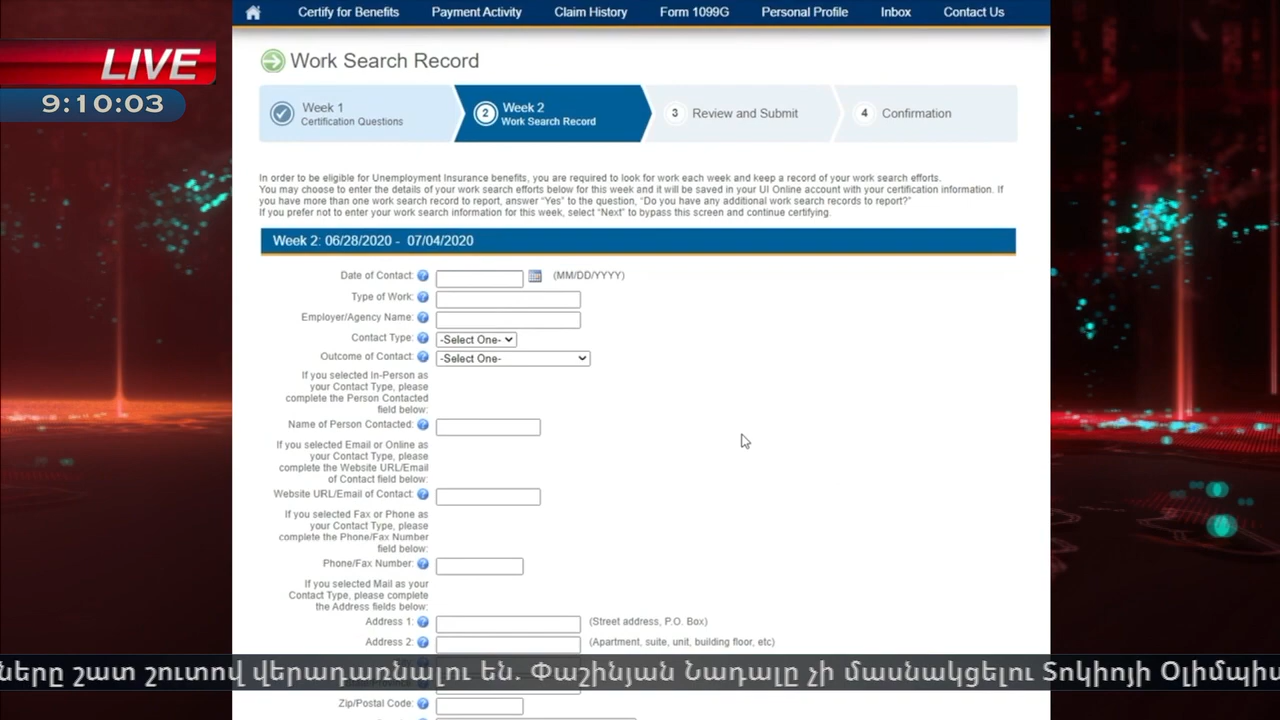 Certify for Benefits Payment Activity Claim History Form 1099G Personal Profile Inbox Contact Us
LIVE
9:10:03
Work Search Record
Week 1
Certification Questions
2 Week 2
Work Search Record
3 Review and Submit
4 Confirmation
In order to be eligible for Unemployment Insurance benefits, you are required to look for work each week and keep a record of your work search efforts.
You may choose to enter the details of your work search efforts below for this week and it will be saved in your UI Online account with your certification information. If
you have more than one work search record to report, answer “Yes” to the question, “Do you have any additional work search records to report?”
If you prefer not to enter your work search information for this week, select “Next” to bypass this screen and continue certifying.
Week 2: 06/28/2020 - 07/04/2020
Date of Contact: ? (MM/DD/YYYY)
Type of Work: ?
Employer/Agency Name: ?
Contact Type: ? -Select One-
Outcome of Contact: ? -Select One-
If you selected In-Person as
your Contact Type, please
complete the Person Contacted
field below:
Name of Person Contacted: ?
If you selected Email or Online as
your Contact Type, please
complete the Website URL/Email
of Contact field below:
Website URL/Email of Contact: ?
If you selected Fax or Phone as
your Contact Type, please
complete the Phone/Fax Number
field below:
Phone/Fax Number: ?
If you selected Mail as your
Contact Type, please complete
the Address fields below:
Address 1: ? (Street address, P.O. Box)
Address 2: ? (Apartment, suite, unit, building floor, etc)
ները շատ շուտով վերադառնալու են. Փաշինյան Նադալը չի մասնակցելու Տոկիոյի Օլիմպիա
Zip/Postal Code: ?